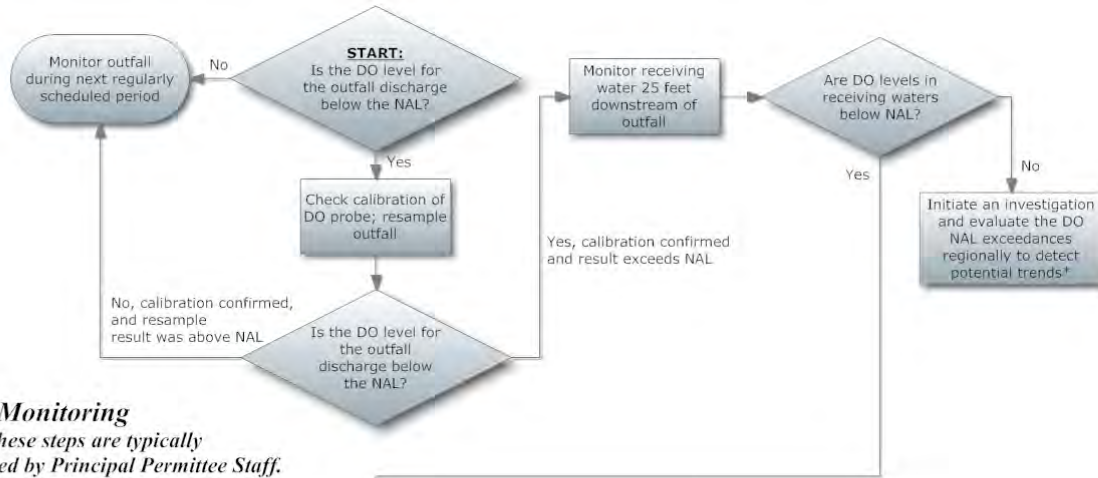 Monitor outfall
during next regularly
scheduled period
No
START:
Is the DO level for
the outfall discharge
below the NAL?
Yes
Check calibration of
DO probe; resample
outfall
No, calibration confirmed,
and resample
result was above NAL
Is the DO level for
the outfall
discharge below
the NAL?
Yes, calibration confirmed
and result exceeds NAL
Monitor receiving
water 25 feet
downstream of
outfall
Are DO levels in
receiving waters
below NAL?
Yes
No
Initiate an investigation
and evaluate the DO
NAL exceedances
regionally to detect
potential trends*
Monitoring
these steps are typically
ed by Principal Permittee Staff.